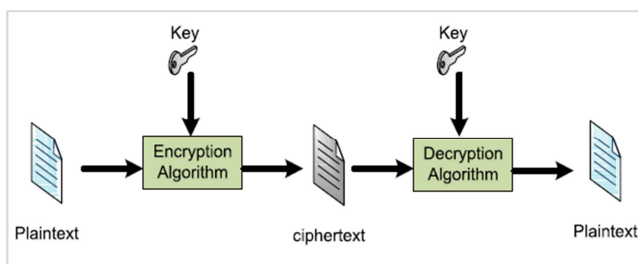 Key
Key
Encryption
Algorithm
Decryption
Algorithm
Plaintext
ciphertext
Plaintext